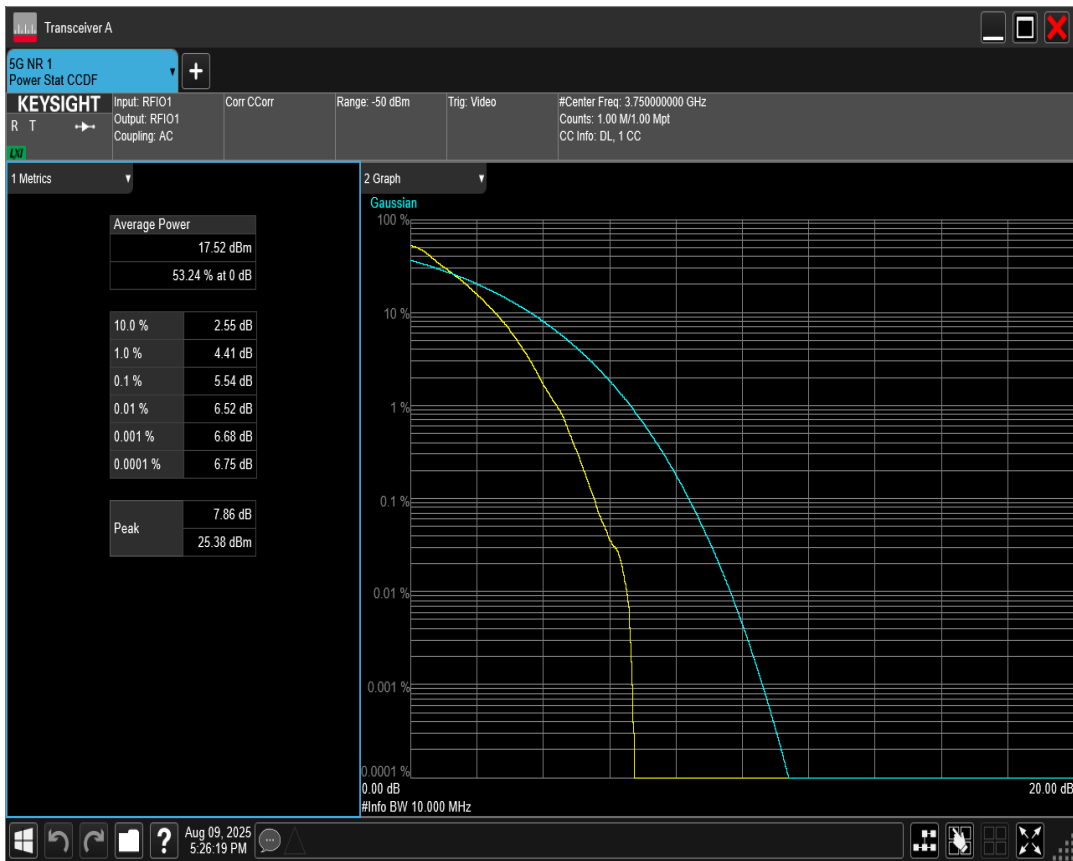 Transceiver A
5G NR 1
Power Stat CCDF
+
KEYSIGHT
R T
LXI
Input: RFIO1
Output: RFIO1
Coupling: AC
Corr CCorr
Range: -50 dBm
Trig: Video
#Center Freq: 3.750000000 GHz
Counts: 1.00 M/1.00 Mpt
CC Info: DL, 1 CC
1 Metrics
Average Power
17.52 dBm
53.24 % at 0 dB
10.0 % 2.55 dB
1.0 % 4.41 dB
0.1 % 5.54 dB
0.01 % 6.52 dB
0.001 % 6.68 dB
0.0001 % 6.75 dB
Peak
7.86 dB
25.38 dBm
2 Graph
Gaussian
100 %
10 %
1 %
0.1 %
0.01 %
0.001 %
0.0001 %
0.00 dB 20.00 dB
#Info BW 10.000 MHz
?
Aug 09, 2025
5:26:19 PM